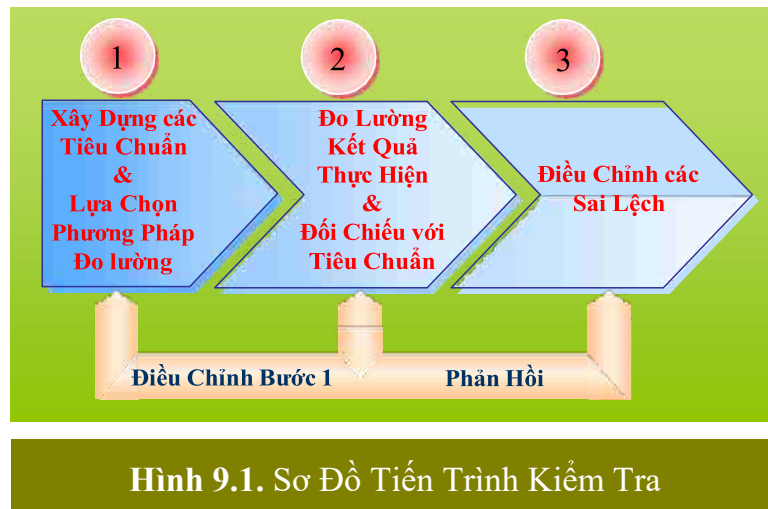 1
2
3
Xây Dựng các
Tiêu Chuẩn
&
Lựa Chọn
Phương Pháp
Đo lường
Đo Lường
Kết Quả
Thực Hiện
&
Đối Chiếu với
Tiêu Chuẩn
Điều Chỉnh các
Sai Lệch
Điều Chỉnh Bước 1
Phản Hồi
Hình 9.1. Sơ Đồ Tiến Trình Kiểm Tra